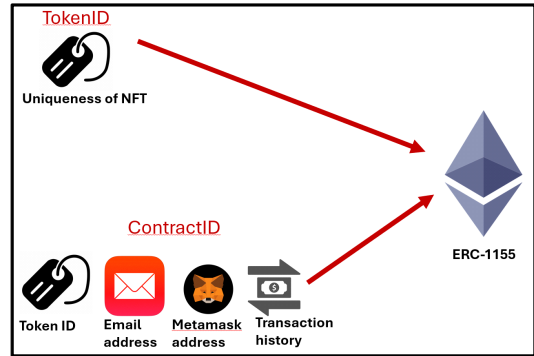 TokenID
Uniqueness of NFT
ERC-1155
ContractID
Token ID
Email
address
Metamask
address
Transaction
history
$